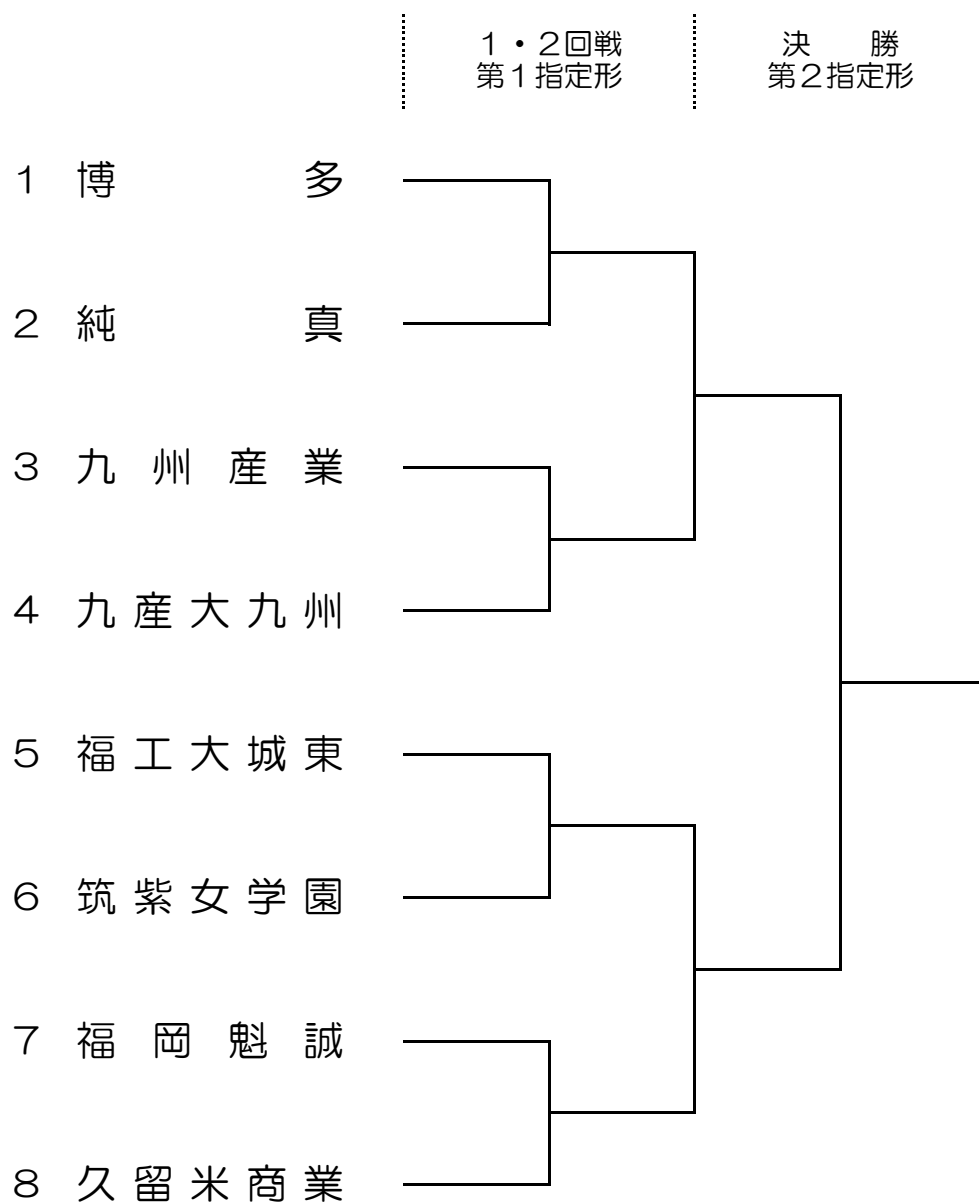 1・2回戦
第1指定形
決　勝
第2指定形
1 博多
2 純真
3 九州産業
4 九産大九州
5 福工大城東
6 筑紫女学園
7 福岡魁誠
8 久留米商業